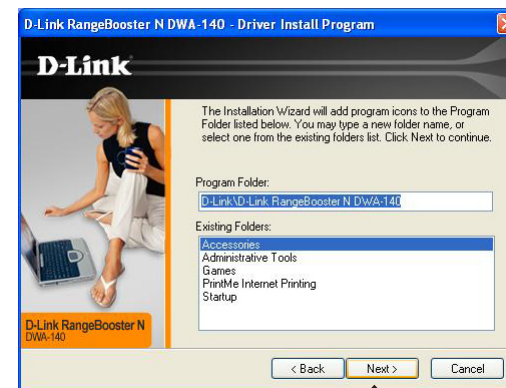 D-Link RangeBooster N DWA-140 - Driver Install Program
D-Link
The Installation Wizard will add program icons to the Program
Folder listed below. You may type a new folder name, or
select one from the existing folders list. Click Next to continue.
Program Folder:
D-Link\D-Link RangeBooster N DWA-140
Existing Folders:
Accessories
Administrative Tools
Games
PrintMe Internet Printing
Startup
D-Link RangeBooster N
DWA-140
< Back Next > Cancel